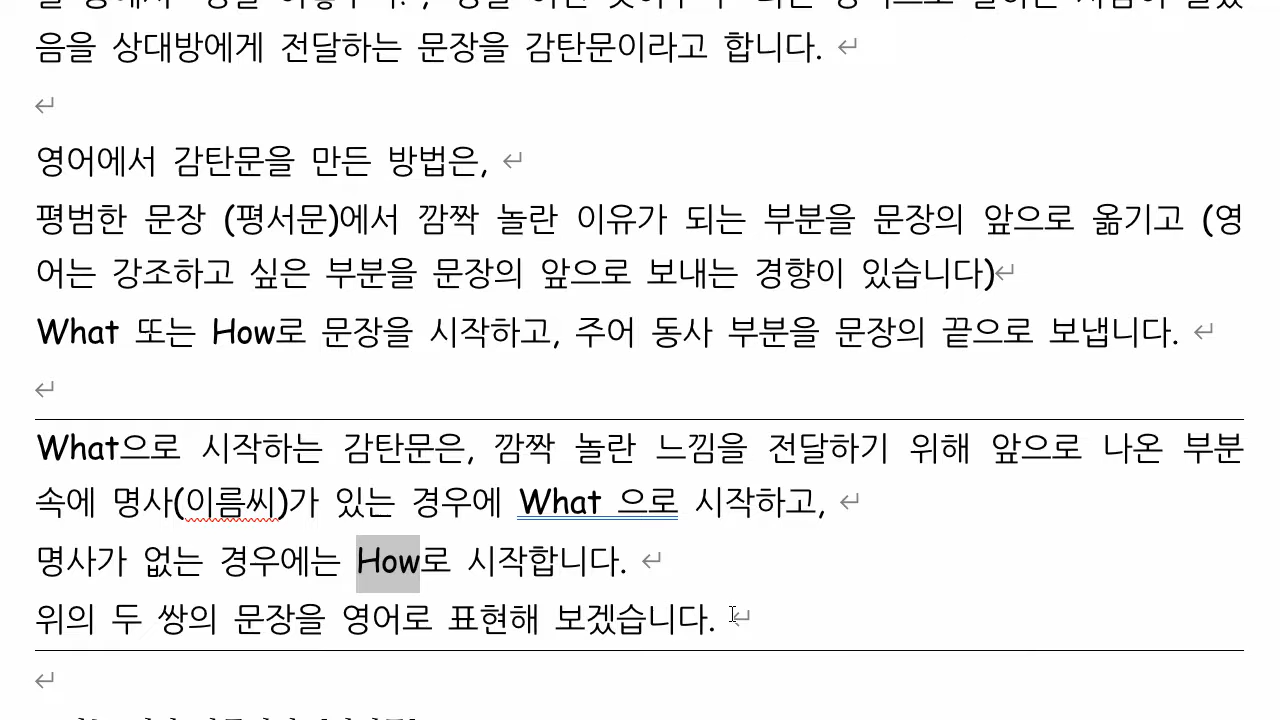 음을 상대방에게 전달하는 문장을 감탄문이라고 합니다.
영어에서 감탄문을 만든 방법은,
평범한 문장 (평서문)에서 깜짝 놀란 이유가 되는 부분을 문장의 앞으로 옮기고 (영
어는 강조하고 싶은 부분을 문장의 앞으로 보내는 경향이 있습니다)
What 또는 How로 문장을 시작하고, 주어 동사 부분을 문장의 끝으로 보냅니다.
What으로 시작하는 감탄문은, 깜짝 놀란 느낌을 전달하기 위해 앞으로 나온 부분
속에 명사(이름씨)가 있는 경우에 What 으로 시작하고,
명사가 없는 경우에는 How로 시작합니다.
위의 두 쌍의 문장을 영어로 표현해 보겠습니다.